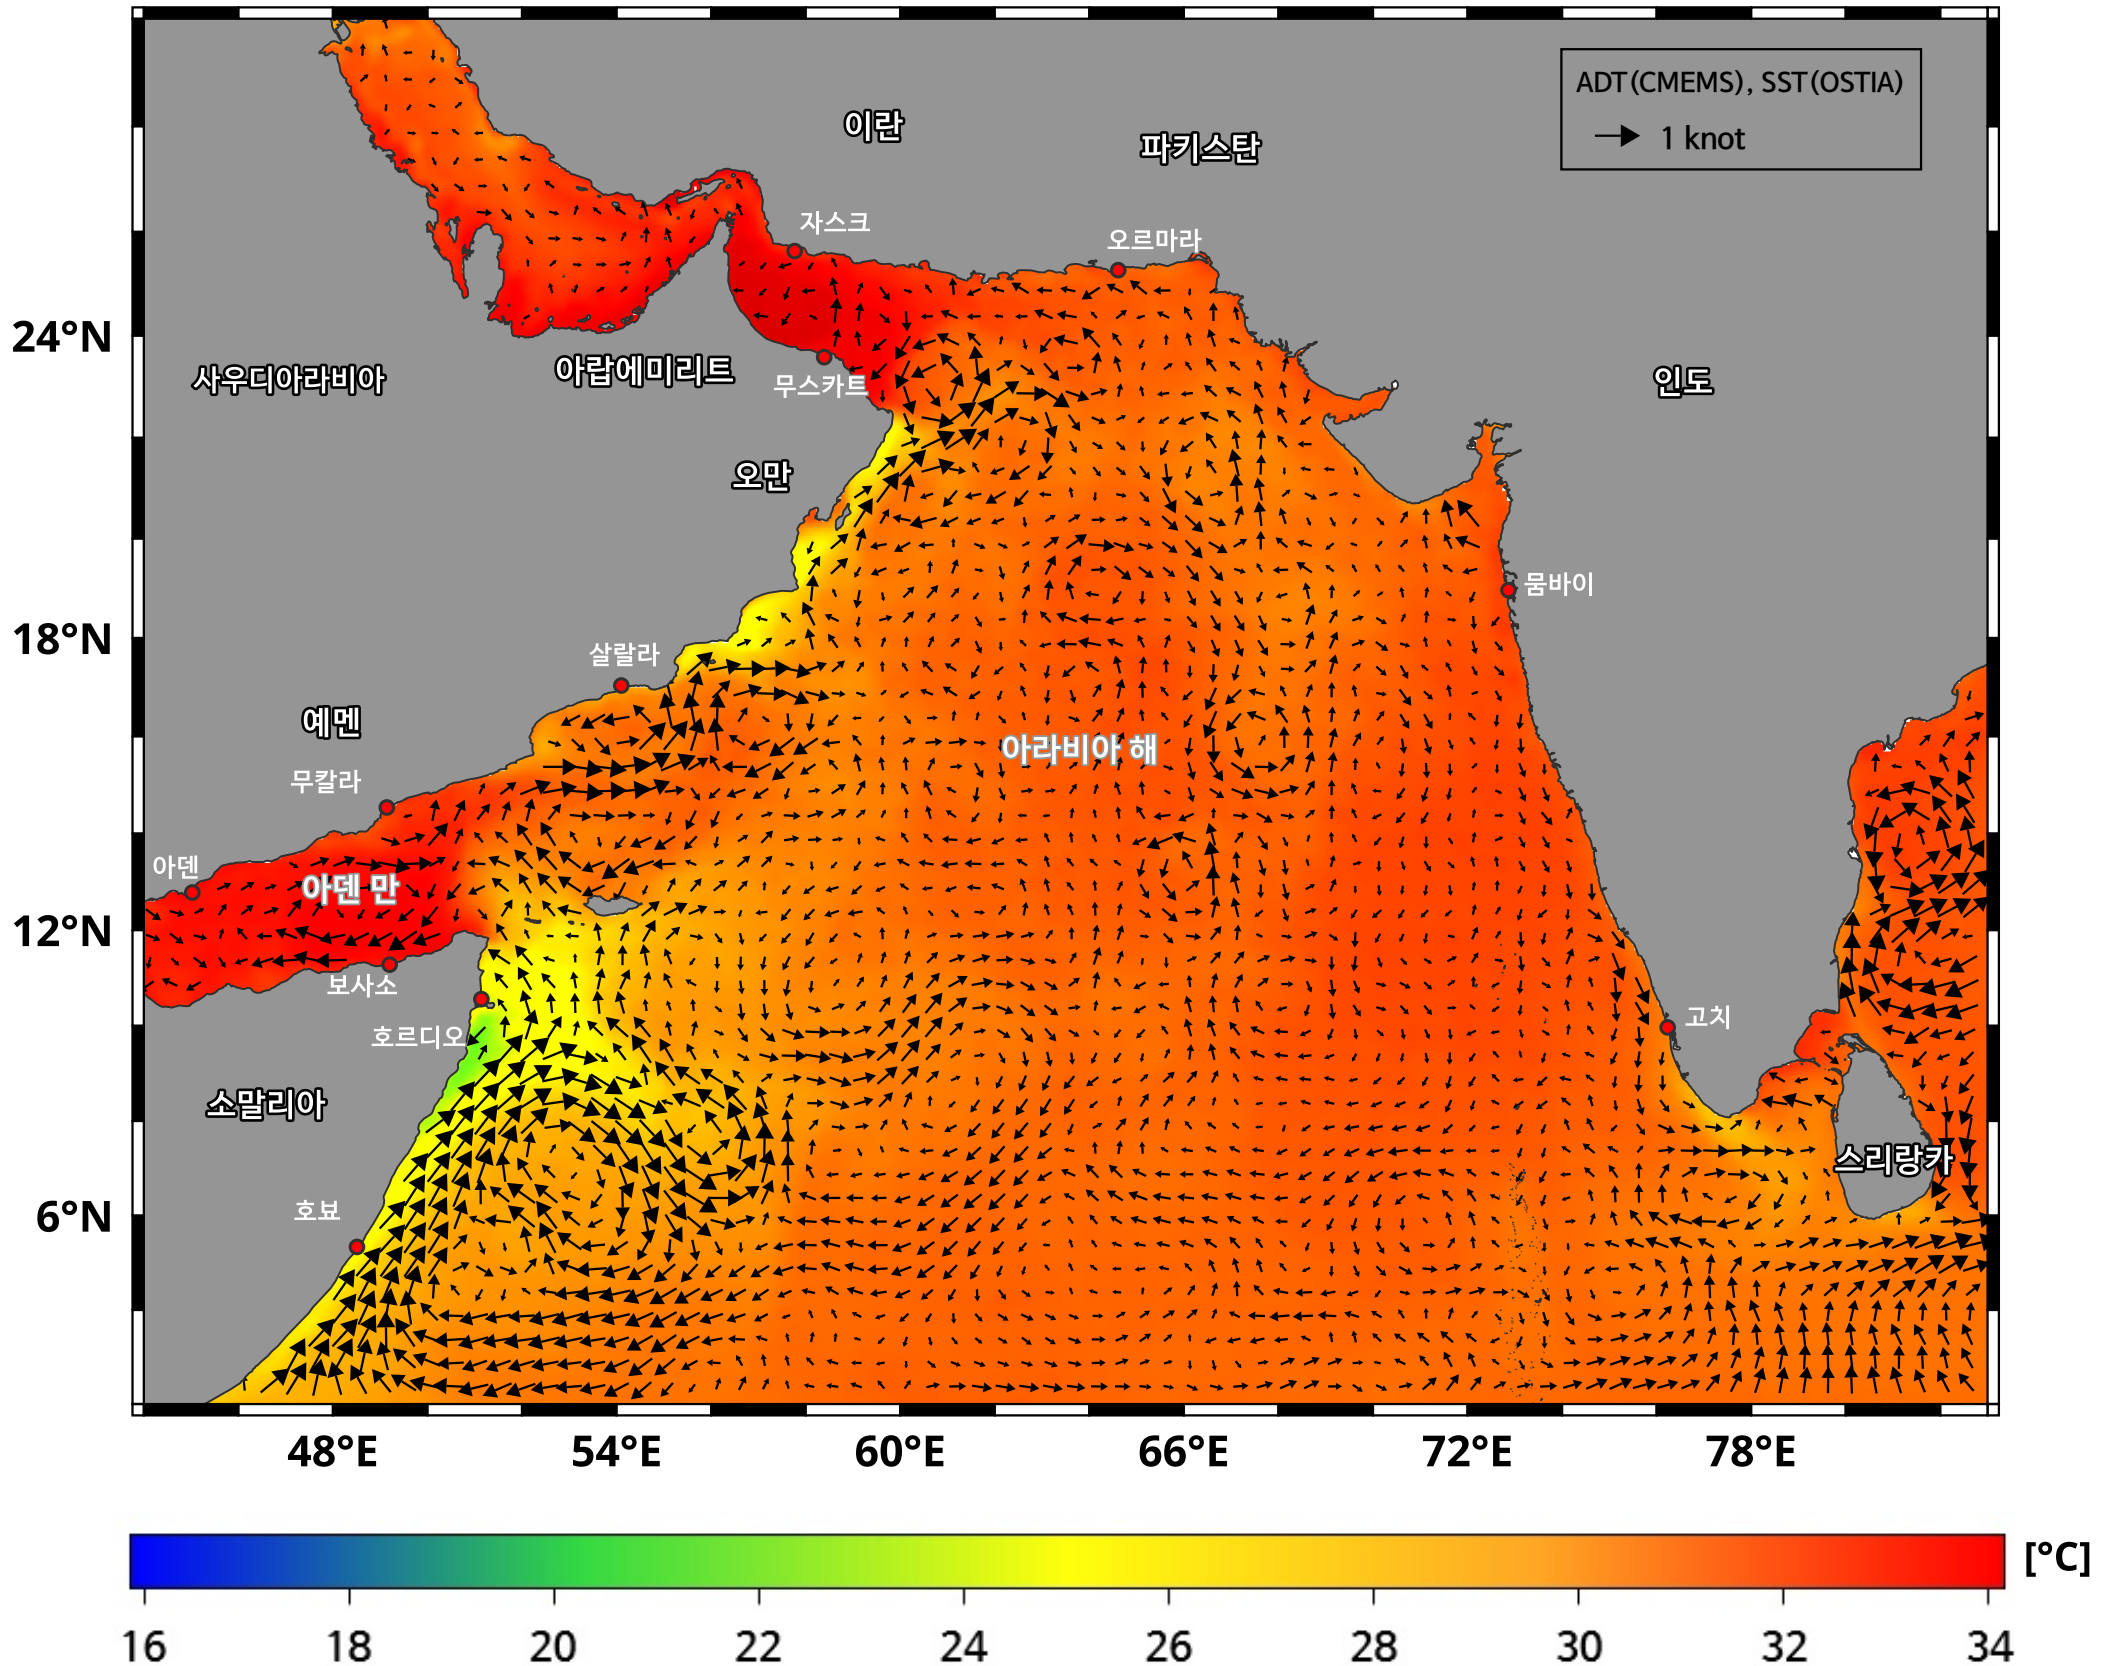 ADT(CMEMS), SST(OSTIA)
1 knot
이란
파키스탄
자스크
오르마라
24°N
사우디아라비아
아랍에미리트
무스카트
인도
오만
뭄바이
18°N
살랄라
예멘
아라비아 해
무칼라
아덴
아덴 만
12°N
보사소
고치
호르디오
소말리아
스리랑카
6°N
호보
48°E 54°E 60°E 66°E 72°E 78°E
[°C]
16 18 20 22 24 26 28 30 32 34